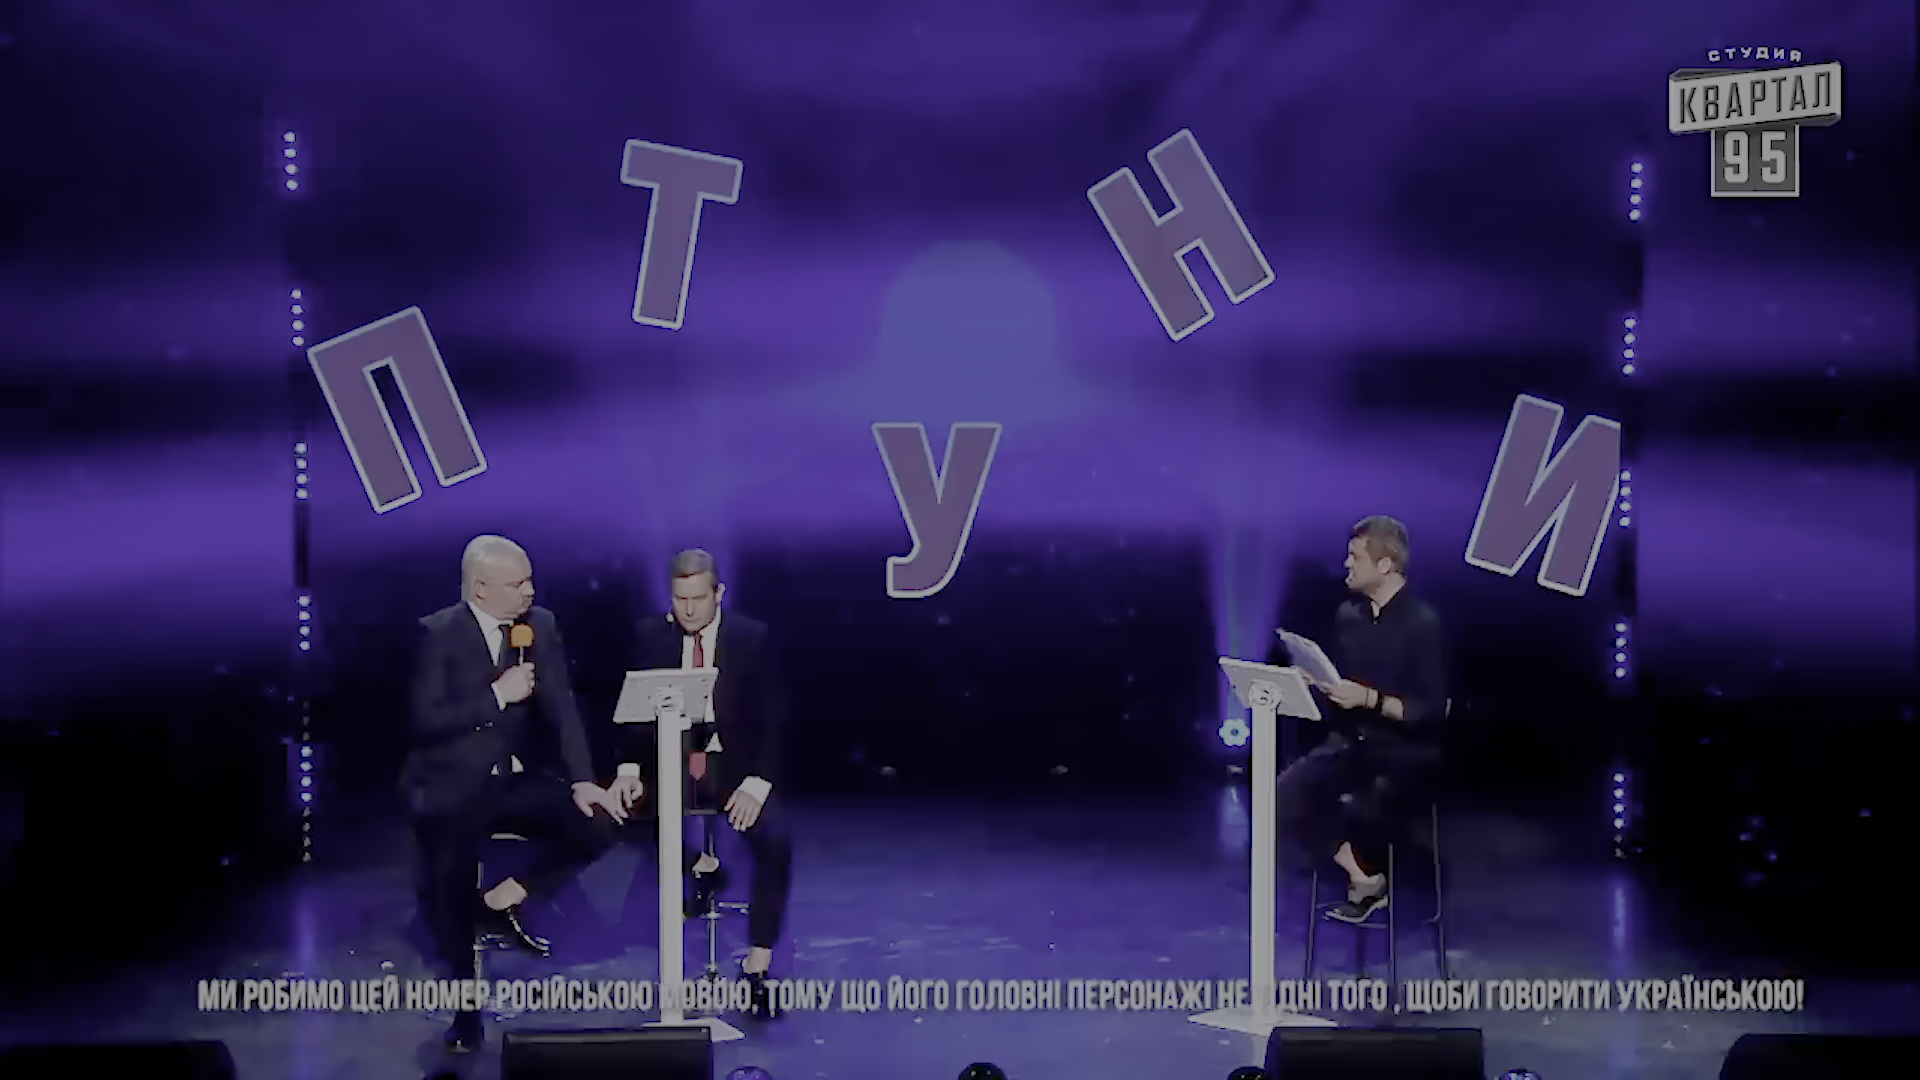 СТУДИЯ
КВАРТАЛ
95
П Т У Н И
МИ РОБИМО ЦЕЙ НОМЕР РОСІЙСЬКОЮ МОВОЮ, ТОМУ ЩО ЙОГО ГОЛОВНІ ПЕРСОНАЖІ НЕ ГІДНІ ТОГО , ЩОБИ ГОВОРИТИ УКРАЇНСЬКОЮ!